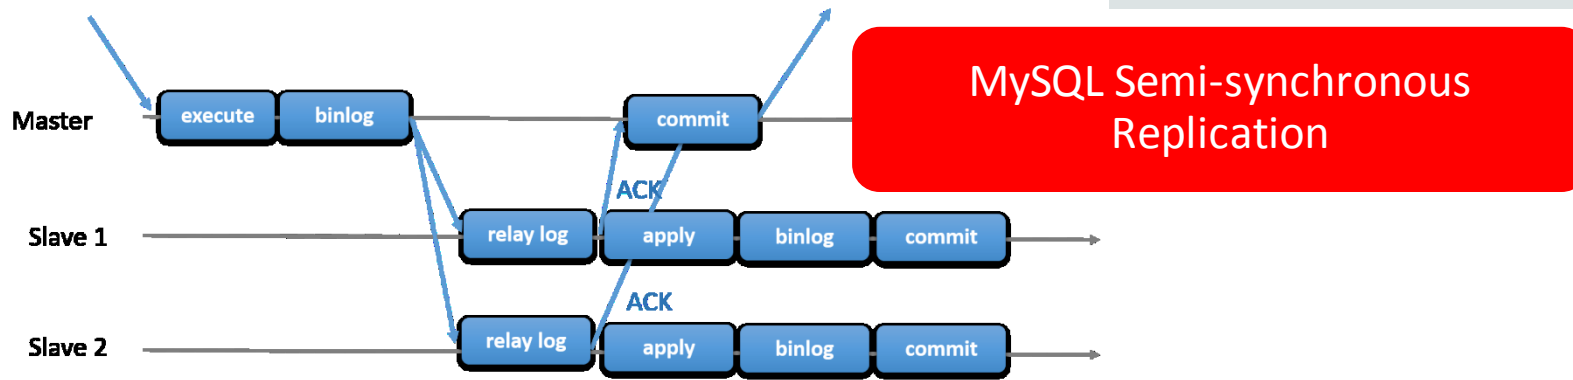 MySQL Semi-synchronous
Replication
Master
execute
binlog
commit
ACK
Slave 1
relay log
apply
binlog
commit
ACK
Slave 2
relay log
apply
binlog
commit